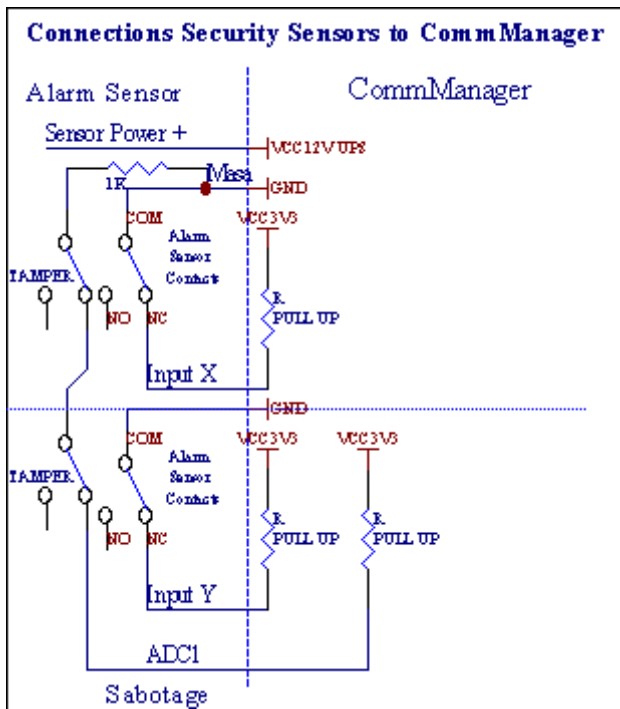 Connections Security Sensors to CommManager
Alarm Sensor
CommManager
Sensor Power +
VCC12V UPS
1K
Masa
GND
COM
VCC3V3
Alarm
Sensor
Contacts
TAMPER
NO
NC
R
PULL UP
Input X
GND
COM
VCC3V3
VCC3V3
Alarm
Sensor
Contacts
TAMPER
NO
NC
R
PULL UP
R
PULL UP
Input Y
ADC1
Sabotage